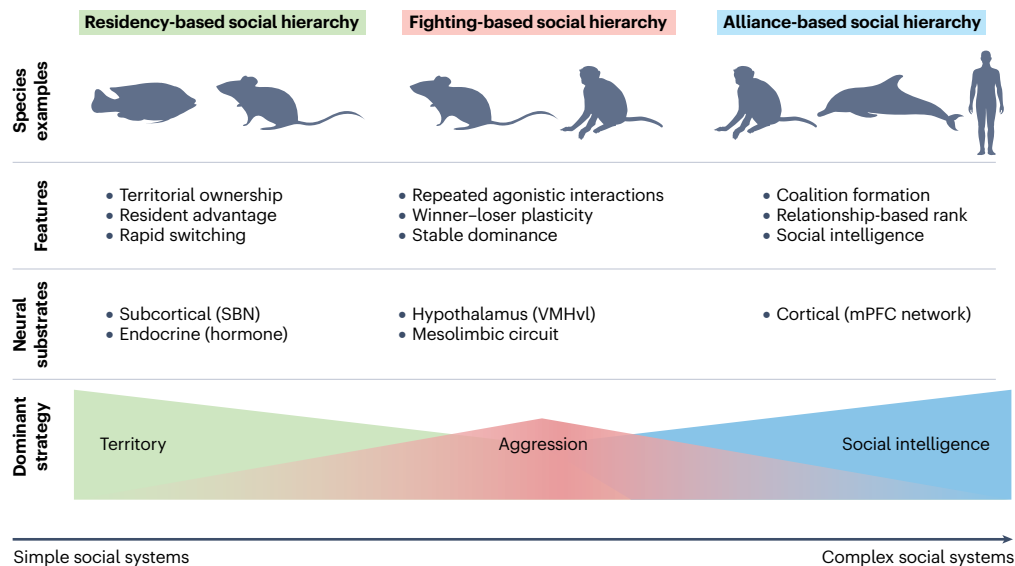 Residency-based social hierarchy
Fighting-based social hierarchy
Alliance-based social hierarchy
Species
examples
Features
• Territorial ownership
• Resident advantage
• Rapid switching
• Repeated agonistic interactions
• Winner–loser plasticity
• Stable dominance
• Coalition formation
• Relationship-based rank
• Social intelligence
Neural
substrates
• Subcortical (SBN)
• Endocrine (hormone)
• Hypothalamus (VMHvl)
• Mesolimbic circuit
• Cortical (mPFC network)
Dominant
strategy
Territory
Aggression
Social intelligence
Simple social systems
Complex social systems